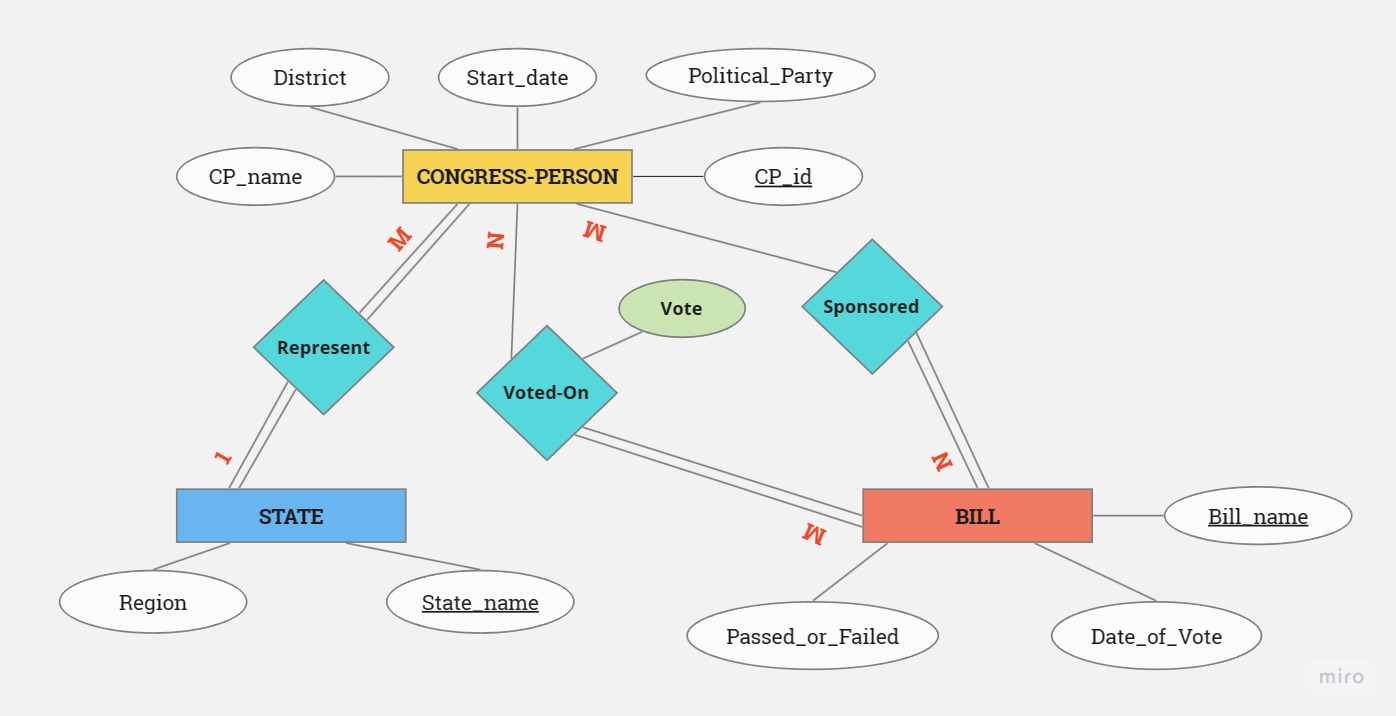 District
Start_date
Political_Party
CP_name
CONGRESS-PERSON
CP_id
M
N
M
Vote
Sponsored
Represent
Voted-On
1
N
STATE
BILL
Bill_name
M
Region
State_name
Passed_or_Failed
Date_of_Vote
miro